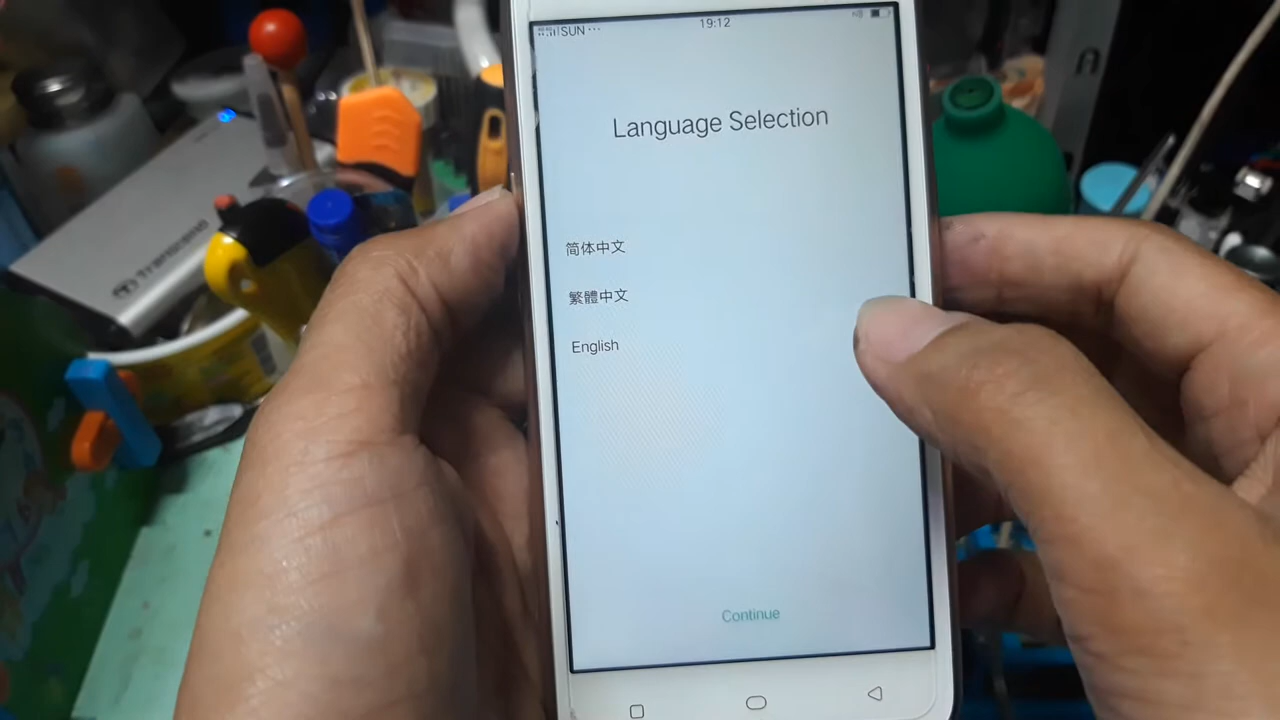 SUN...
19:12
Language Selection
简体中文
繁體中文
English
Continue
Transcend